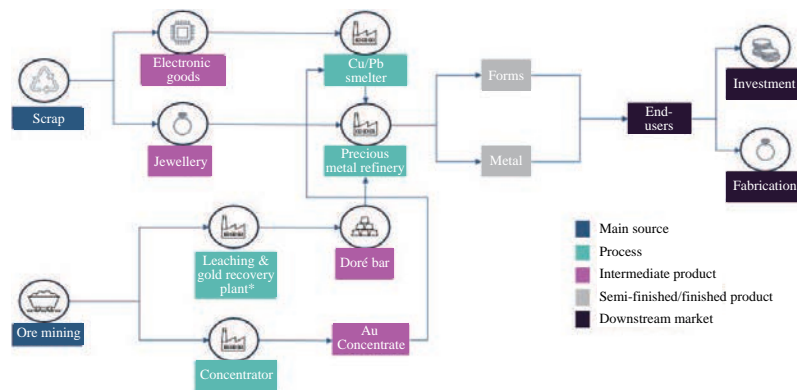 Electronic
goods
Cu/Pb
smelter
Scrap
Jewellery
Precious
metal refinery
Forms
Metal
End-
users
Investment
Fabrication
Leaching &
gold recovery
plant*
Doré bar
Ore mining
Concentrator
Au
Concentrate
Main source
Process
Intermediate product
Semi-finished/finished product
Downstream market